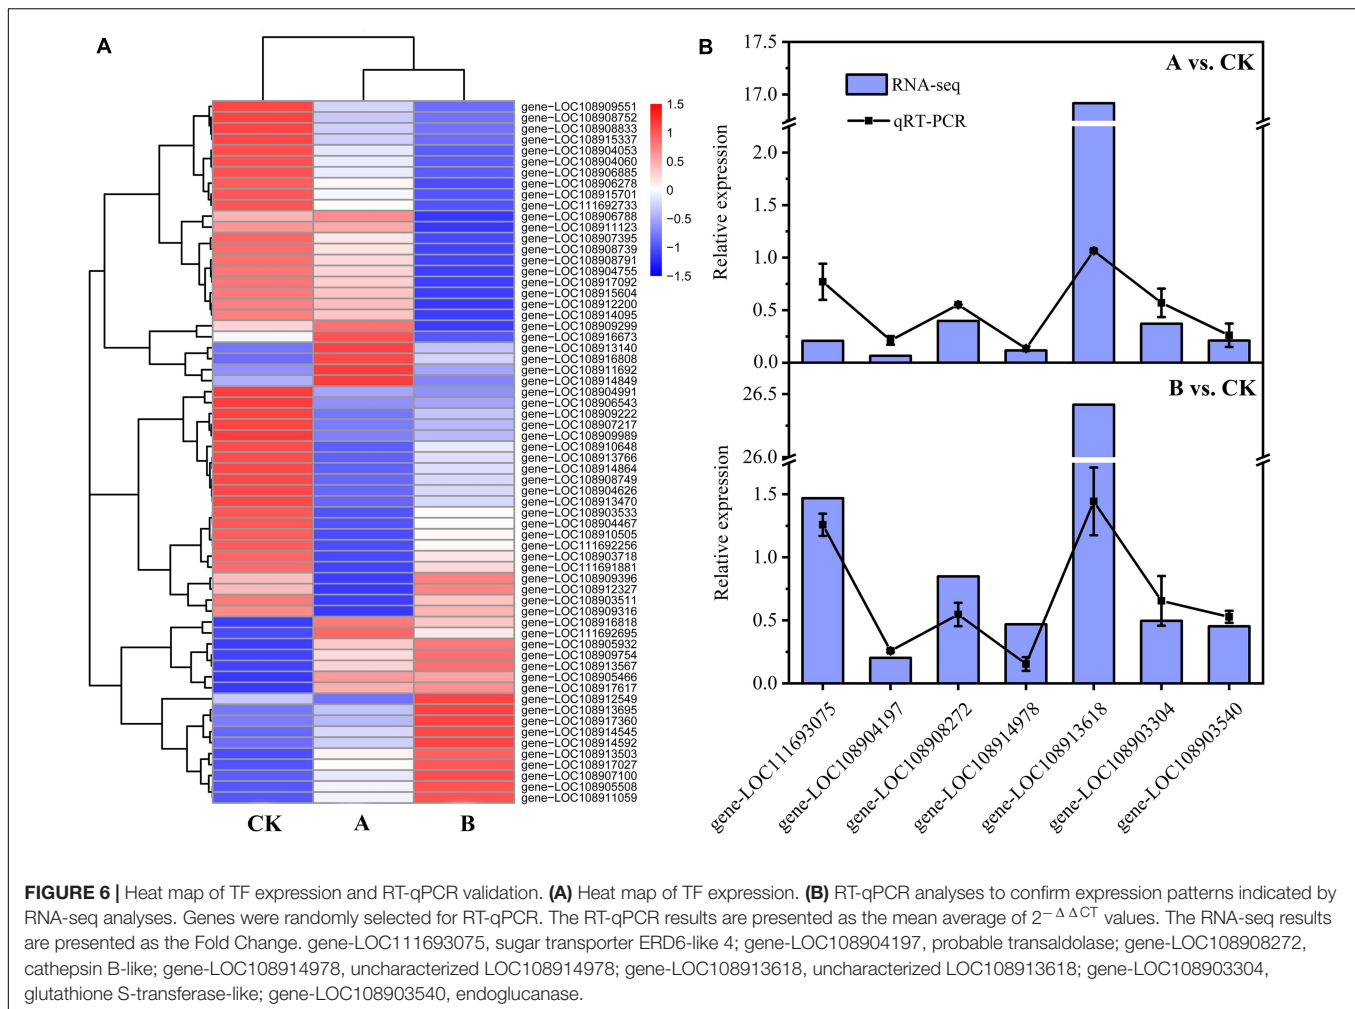 A
1.5
1
0.5
0
−0.5
−1
−1.5
gene−LOC108909551
gene−LOC108908752
gene−LOC108908833
gene−LOC108915337
gene−LOC108904053
gene−LOC108904060
gene−LOC108906885
gene−LOC108906278
gene−LOC108915701
gene−LOC111692733
gene−LOC108906788
gene−LOC108911123
gene−LOC108907395
gene−LOC108908739
gene−LOC108908791
gene−LOC108904755
gene−LOC108917092
gene−LOC108915604
gene−LOC108912200
gene−LOC108914095
gene−LOC108909299
gene−LOC108916673
gene−LOC108913140
gene−LOC108916808
gene−LOC108911692
gene−LOC108914849
gene−LOC108904991
gene−LOC108906543
gene−LOC108909222
gene−LOC108907217
gene−LOC108909989
gene−LOC108910648
gene−LOC108913766
gene−LOC108914864
gene−LOC108908749
gene−LOC108904626
gene−LOC108913470
gene−LOC108903533
gene−LOC108904467
gene−LOC108910505
gene−LOC111692256
gene−LOC108903718
gene−LOC111691881
gene−LOC108909396
gene−LOC108912327
gene−LOC108903511
gene−LOC108909316
gene−LOC108916818
gene−LOC111692695
gene−LOC108905932
gene−LOC108909754
gene−LOC108913567
gene−LOC108905466
gene−LOC108917617
gene−LOC108912549
gene−LOC108913695
gene−LOC108917360
gene−LOC108914545
gene−LOC108914592
gene−LOC108913503
gene−LOC108917027
gene−LOC108907100
gene−LOC108905508
gene−LOC108911059
CK A B
B
A vs. CK
RNA-seq
qRT-PCR
Relative expression
17.5
17.0
2.0
1.5
1.0
0.5
0.0
B vs. CK
Relative expression
26.5
26.0
1.5
1.0
0.5
0.0
gene-LOC111693075
gene-LOC108904197
gene-LOC108908272
gene-LOC108914978
gene-LOC108913618
gene-LOC108903304
gene-LOC108903540
FIGURE 6 | Heat map of TF expression and RT-qPCR validation. (A) Heat map of TF expression. (B) RT-qPCR analyses to confirm expression patterns indicated by
RNA-seq analyses. Genes were randomly selected for RT-qPCR. The RT-qPCR results are presented as the mean average of 2−ΔΔCT values. The RNA-seq results
are presented as the Fold Change. gene-LOC111693075, sugar transporter ERD6-like 4; gene-LOC108904197, probable transaldolase; gene-LOC108908272,
cathepsin B-like; gene-LOC108914978, uncharacterized LOC108914978; gene-LOC108913618, uncharacterized LOC108913618; gene-LOC108903304,
glutathione S-transferase-like; gene-LOC108903540, endoglucanase.